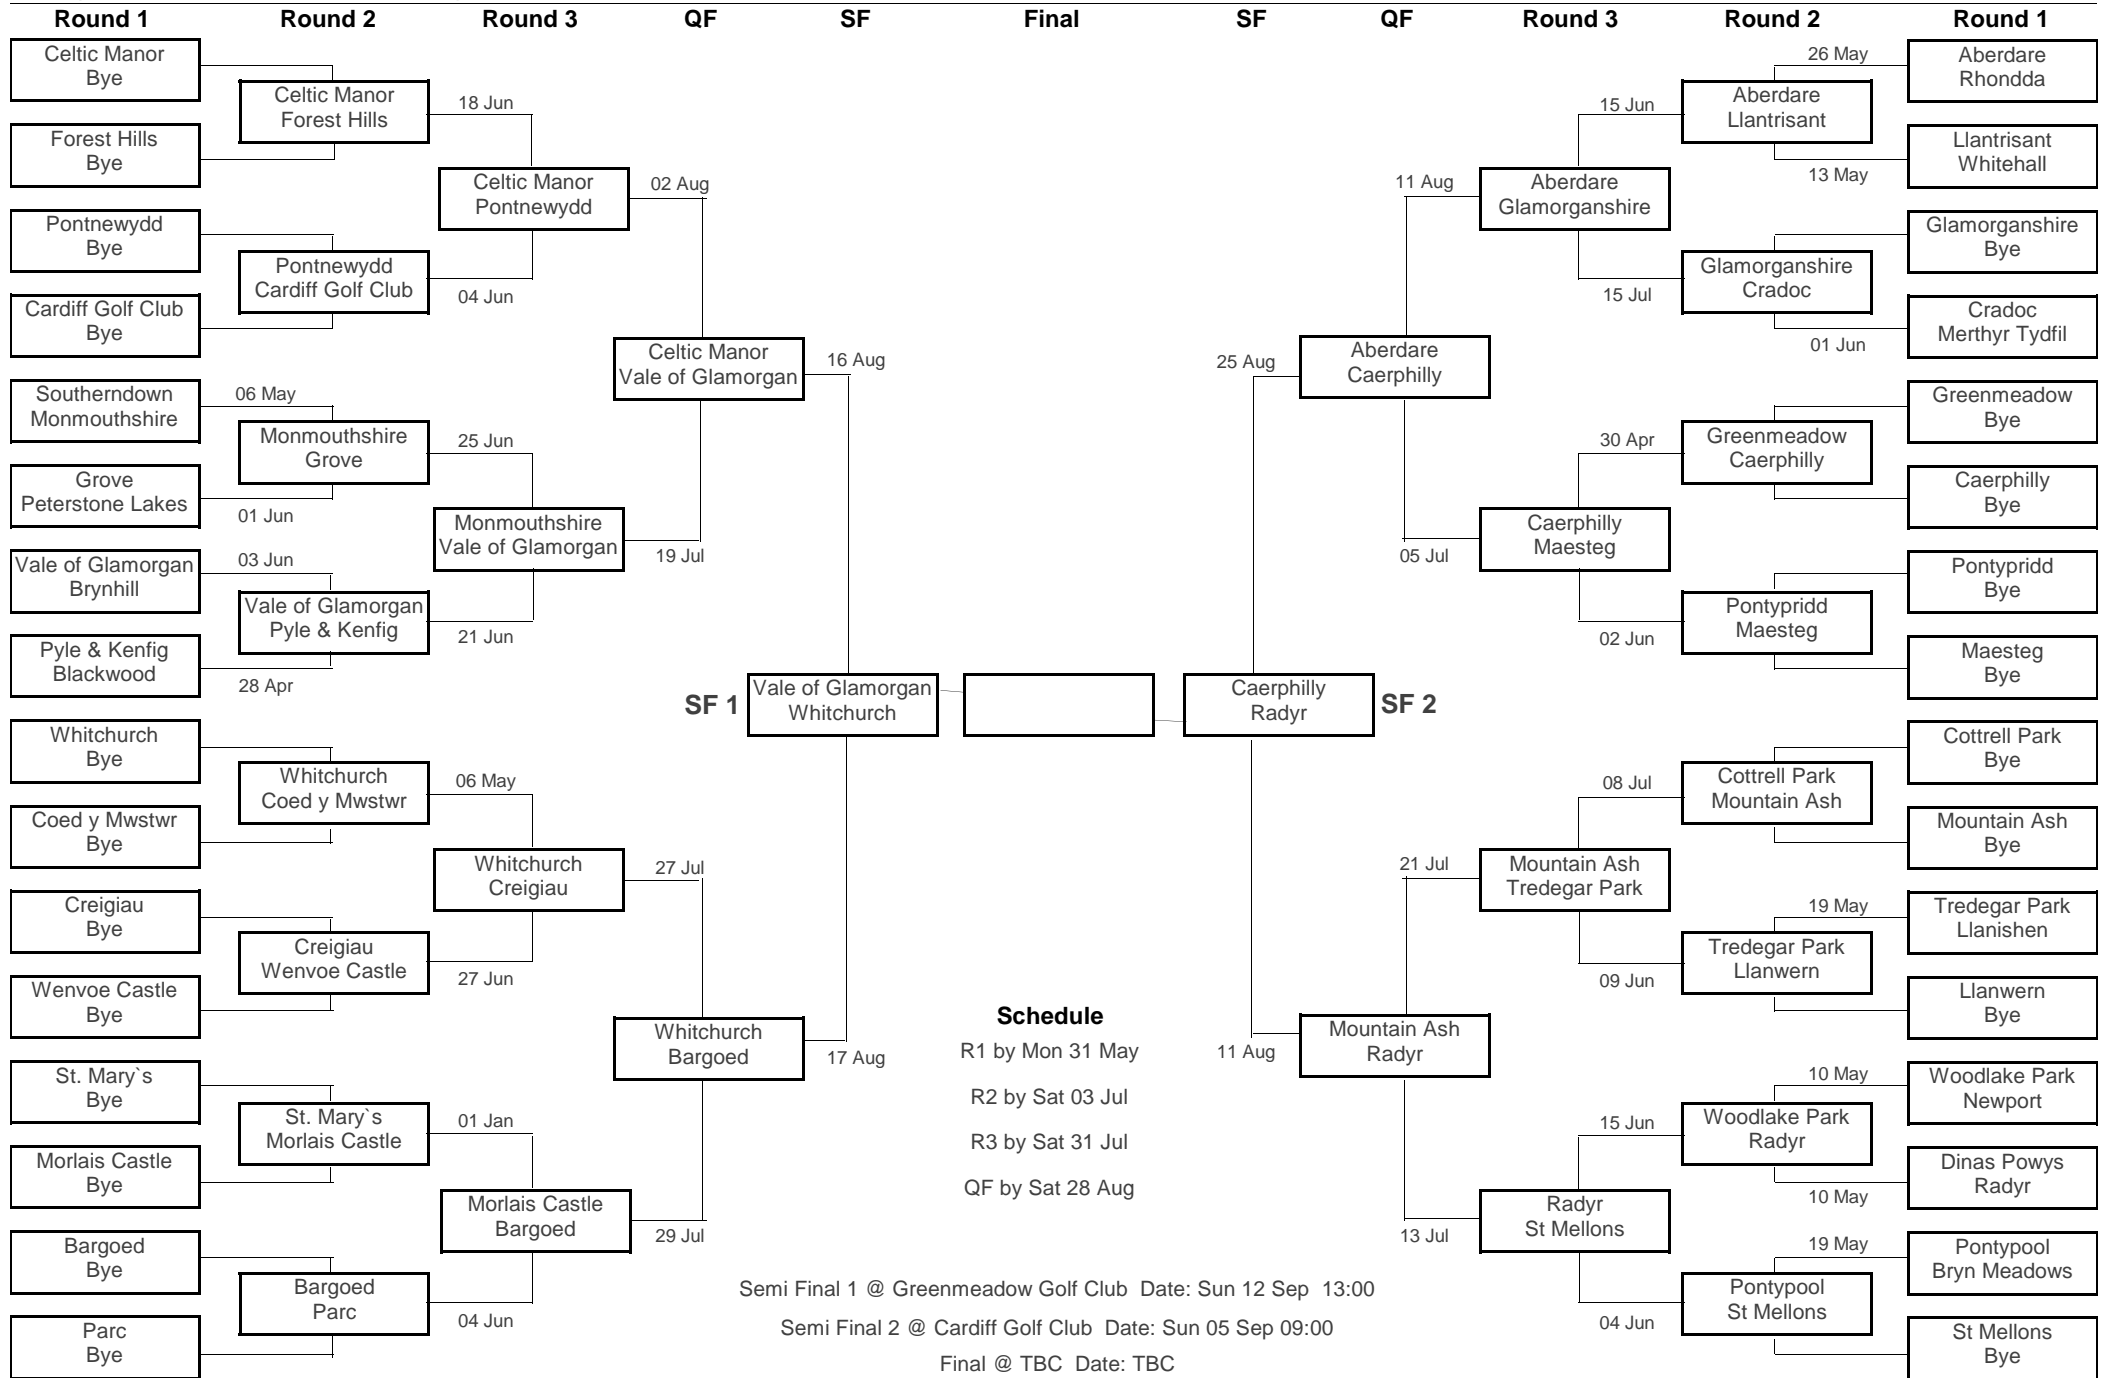 Round 1 Round 2 Round 3 QF SF Final SF QF Round 3 Round 2 Round 1
Celtic Manor
Bye
Forest Hills
Bye
Pontnewydd
Bye
Cardiff Golf Club
Bye
Southerndown
Monmouthshire
06 May
Grove
Peterstone Lakes
01 Jun
Vale of Glamorgan
Brynhill
03 Jun
Pyle & Kenfig
Blackwood
28 Apr
Whitchurch
Bye
Coed y Mwstwr
Bye
Creigiau
Bye
Wenvoe Castle
Bye
St. Mary`s
Bye
Morlais Castle
Bye
Bargoed
Bye
Parc
Bye
Celtic Manor
Forest Hills
18 Jun
Pontnewydd
Cardiff Golf Club
04 Jun
Monmouthshire
Grove
25 Jun
Vale of Glamorgan
Pyle & Kenfig
21 Jun
Whitchurch
Coed y Mwstwr
06 May
Creigiau
Wenvoe Castle
27 Jun
St. Mary`s
Morlais Castle
01 Jan
Bargoed
Parc
04 Jun
Celtic Manor
Pontnewydd
02 Aug
Monmouthshire
Vale of Glamorgan
19 Jul
Whitchurch
Creigiau
27 Jul
Morlais Castle
Bargoed
29 Jul
Celtic Manor
Vale of Glamorgan
16 Aug
Whitchurch
Bargoed
17 Aug
SF 1
Vale of Glamorgan
Whitchurch
Caerphilly
Radyr
SF 2
25 Aug
Aberdare
Caerphilly
11 Aug
Mountain Ash
Radyr
11 Aug
Aberdare
Glamorganshire
05 Jul
Caerphilly
Maesteg
21 Jul
Mountain Ash
Tredegar Park
13 Jul
Radyr
St Mellons
15 Jun
Aberdare
Llantrisant
15 Jul
Glamorganshire
Cradoc
30 Apr
Greenmeadow
Caerphilly
02 Jun
Pontypridd
Maesteg
08 Jul
Cottrell Park
Mountain Ash
09 Jun
Tredegar Park
Llanwern
15 Jun
Woodlake Park
Radyr
04 Jun
Pontypool
St Mellons
26 May
Aberdare
Rhondda
13 May
Llantrisant
Whitehall
Glamorganshire
Bye
01 Jun
Cradoc
Merthyr Tydfil
Greenmeadow
Bye
Caerphilly
Bye
Pontypridd
Bye
Maesteg
Bye
Cottrell Park
Bye
Mountain Ash
Bye
19 May
Tredegar Park
Llanishen
Llanwern
Bye
10 May
Woodlake Park
Newport
10 May
Dinas Powys
Radyr
19 May
Pontypool
Bryn Meadows
St Mellons
Bye
Schedule
R1 by Mon 31 May
R2 by Sat 03 Jul
R3 by Sat 31 Jul
QF by Sat 28 Aug
Semi Final 1 @ Greenmeadow Golf Club Date: Sun 12 Sep 13:00
Semi Final 2 @ Cardiff Golf Club Date: Sun 05 Sep 09:00
Final @ TBC Date: TBC